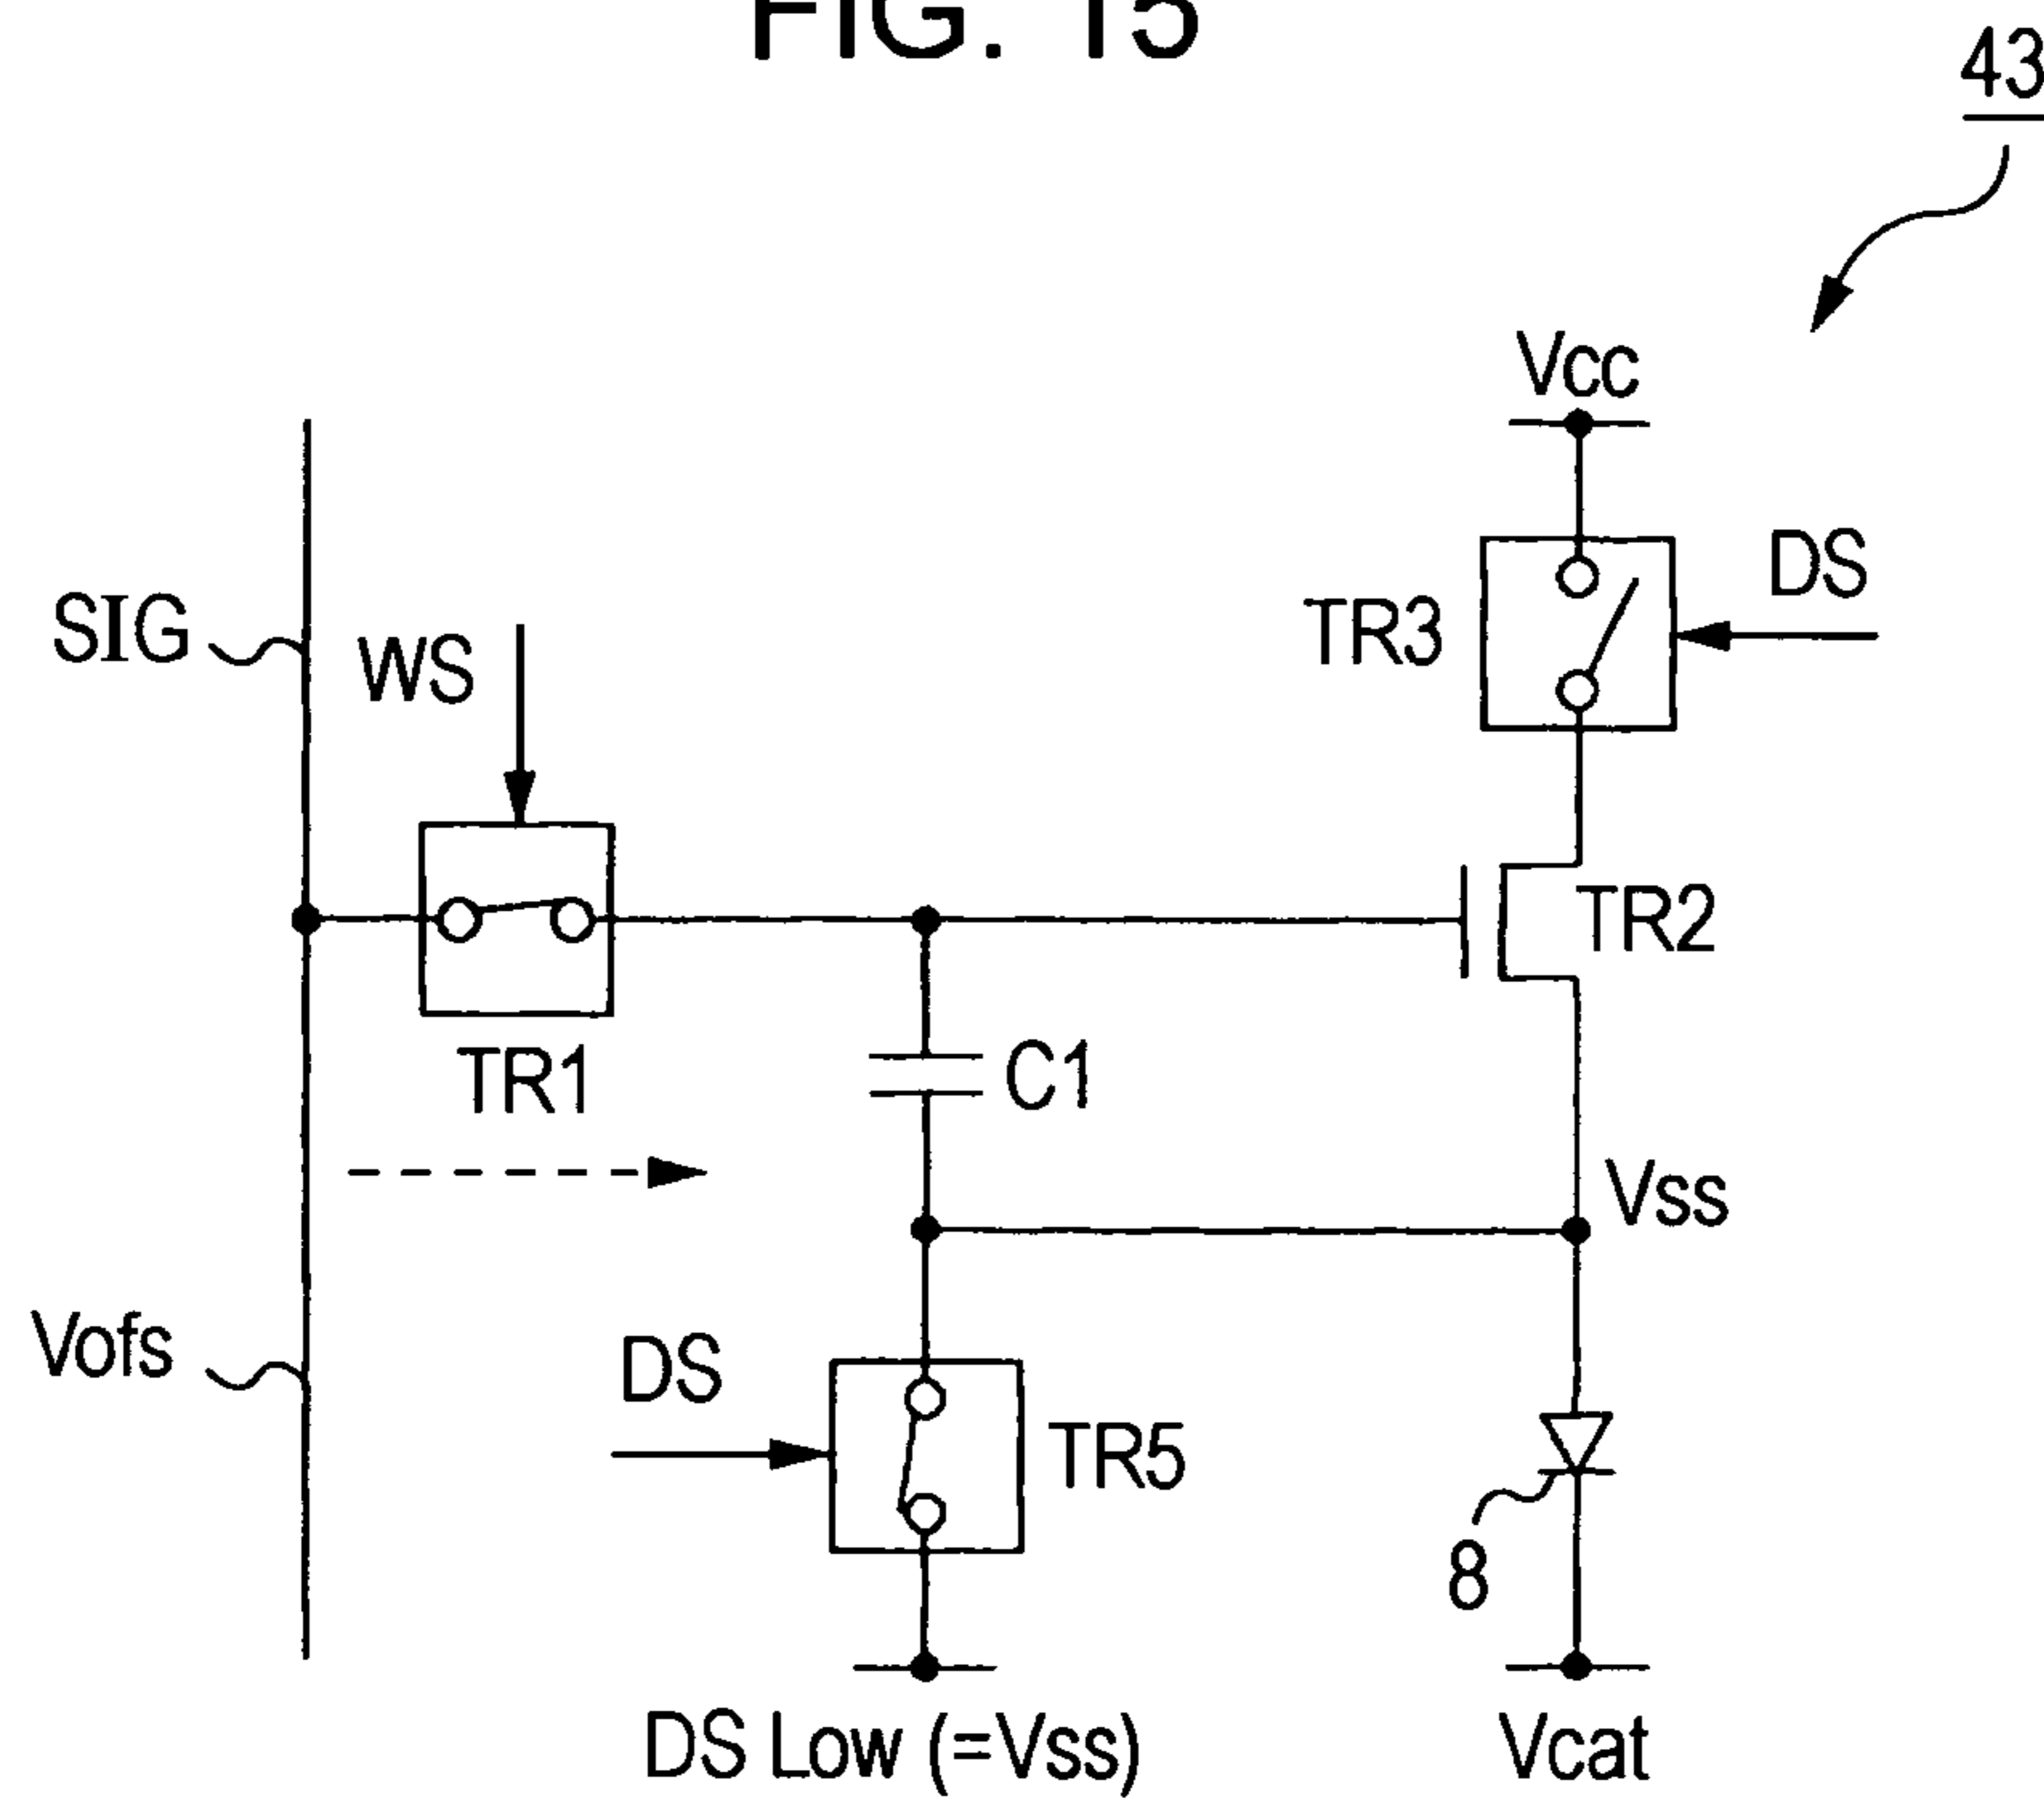 FIG. 15
43
Vcc
DS
TR3
SIG
WS
TR2
TR1
C1
Vss
Vofs
DS
TR5
8
DS Low (=Vss)
Vcat